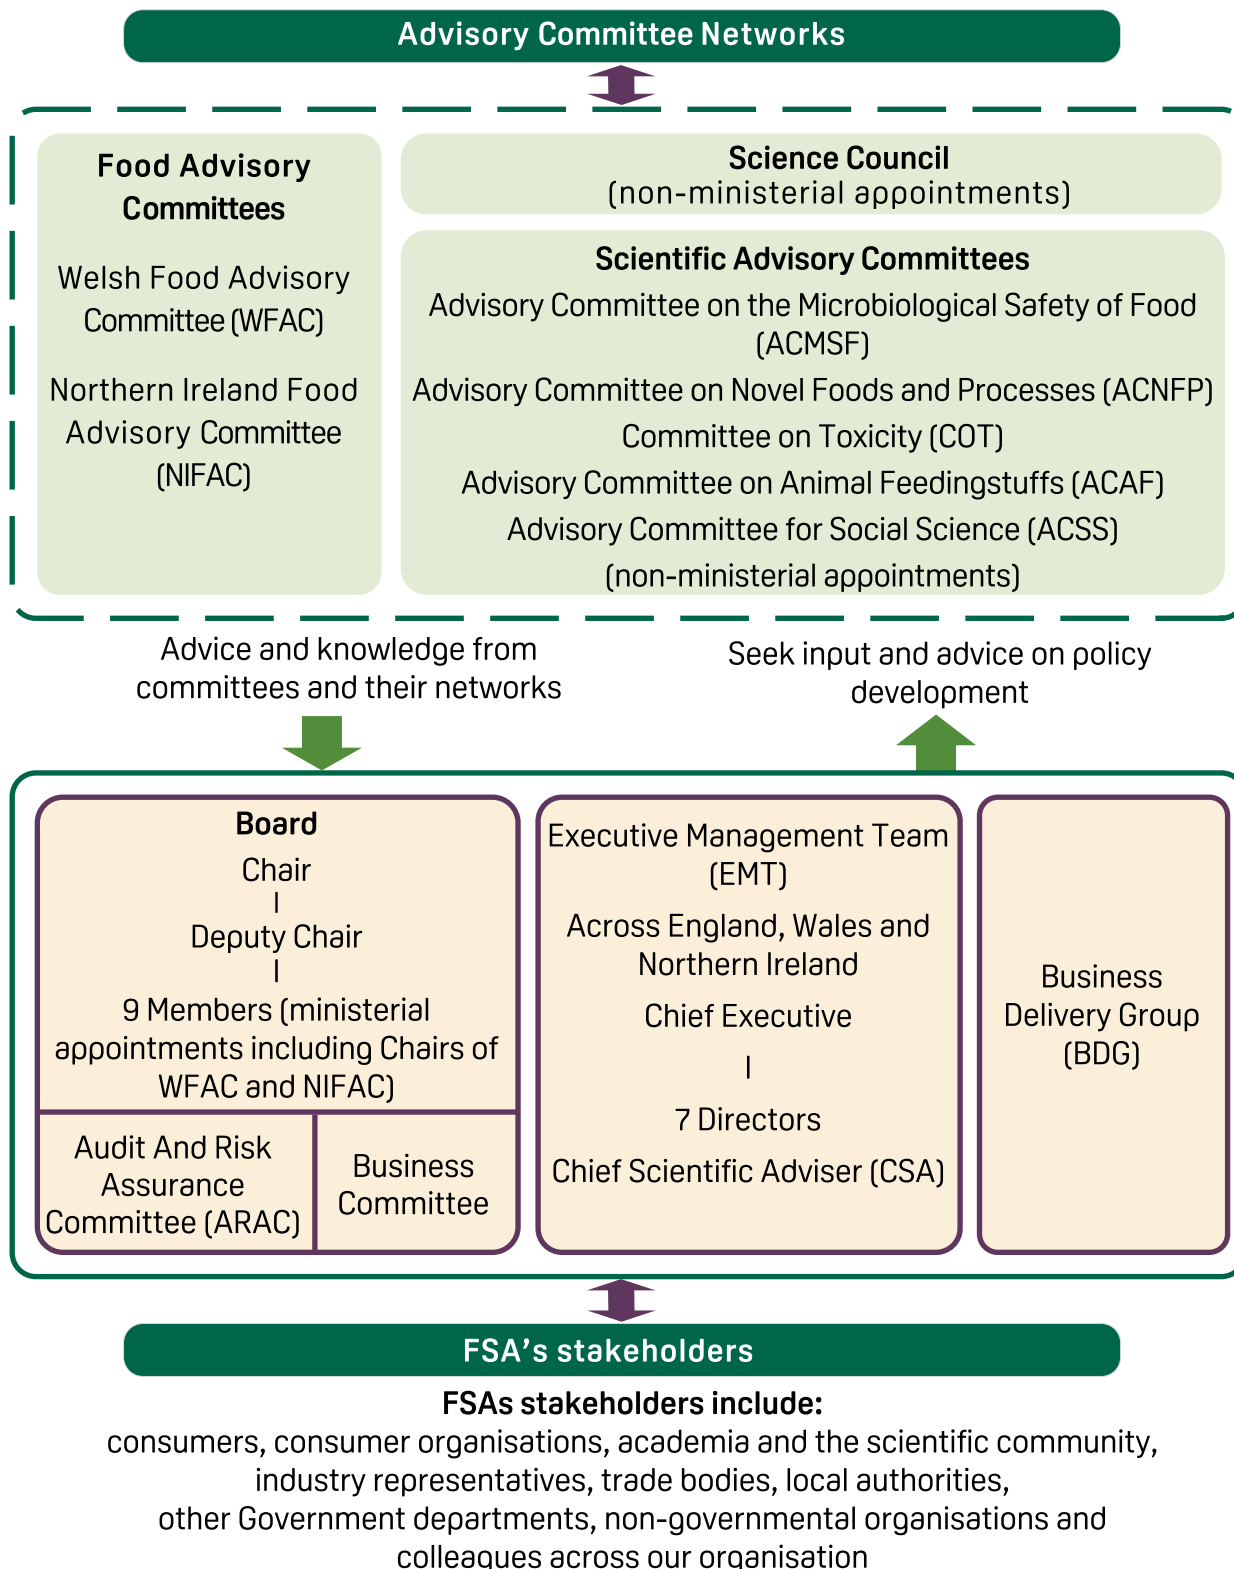 Advisory Committee Networks
Food Advisory
Committees
Welsh Food Advisory
Committee (WFAC)
Northern Ireland Food
Advisory Committee
(NIFAC)
Science Council
(non-ministerial appointments)
Scientific Advisory Committees
Advisory Committee on the Microbiological Safety of Food
(ACMSF)
Advisory Committee on Novel Foods and Processes (ACNFP)
Committee on Toxicity (COT)
Advisory Committee on Animal Feedingstuffs (ACAF)
Advisory Committee for Social Science (ACSS)
(non-ministerial appointments)
Advice and knowledge from
committees and their networks
Seek input and advice on policy
development
Board
Chair
Deputy Chair
9 Members (ministerial
appointments including Chairs of
WFAC and NIFAC)
Audit And Risk
Assurance
Committee (ARAC)
Business
Committee
Executive Management Team
(EMT)
Across England, Wales and
Northern Ireland
Chief Executive
7 Directors
Chief Scientific Adviser (CSA)
Business
Delivery Group
(BDG)
FSA's stakeholders
FSAs stakeholders include:
consumers, consumer organisations, academia and the scientific community,
industry representatives, trade bodies, local authorities,
other Government departments, non-governmental organisations and
colleagues across our organisation